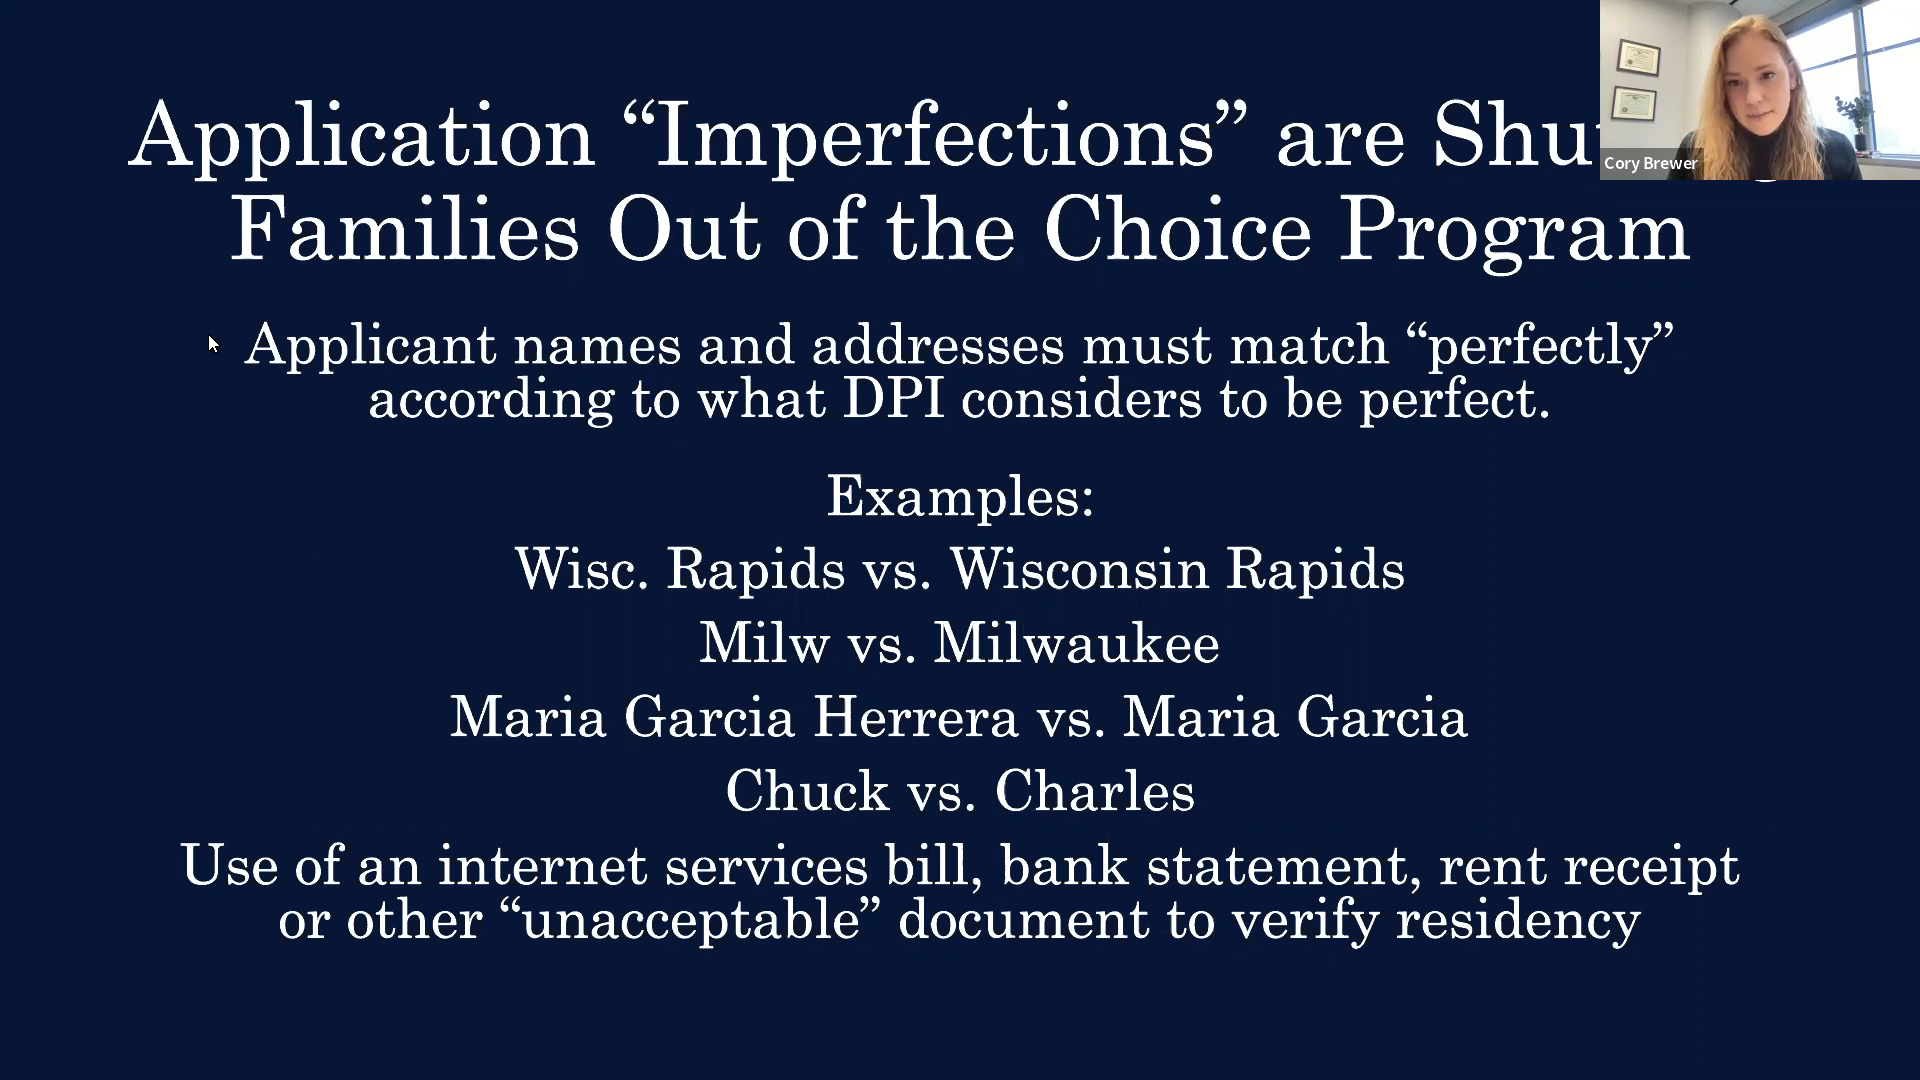 Application “Imperfections” are
Families Out of the Choice Program
Applicant names and addresses must match “perfectly”
according to what DPI considers to be perfect.
Examples:
Wisc. Rapids vs. Wisconsin Rapids
Milw vs. Milwaukee
Maria Garcia Herrera vs. Maria Garcia
Chuck vs. Charles
Use of an internet services bill, bank statement, rent receipt
or other “unacceptable” document to verify residency
Cory Brewer